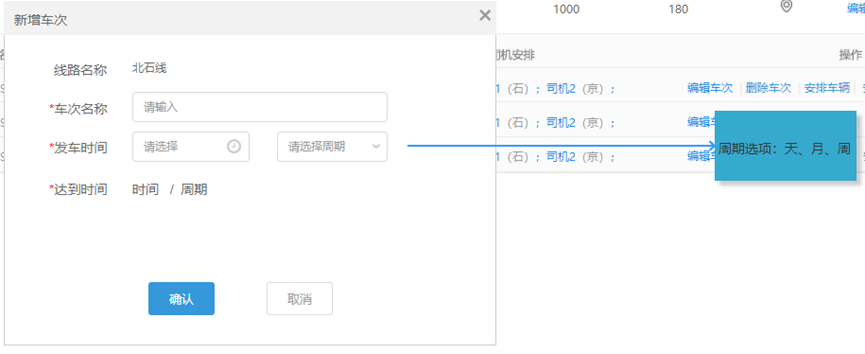 新增车次
1000 180 编辑
线路名称 北石线
司机安排 操作
*车次名称 请输入
1（石）；司机2（京）； 编辑车次 删除车次 安排车辆
*发车时间 请选择 请选择周期
1（石）；司机2（京）； 编辑车
周期选项：天、月、周
1（石）；司机2（京）； 编辑
*达到时间 时间 / 周期
确认 取消